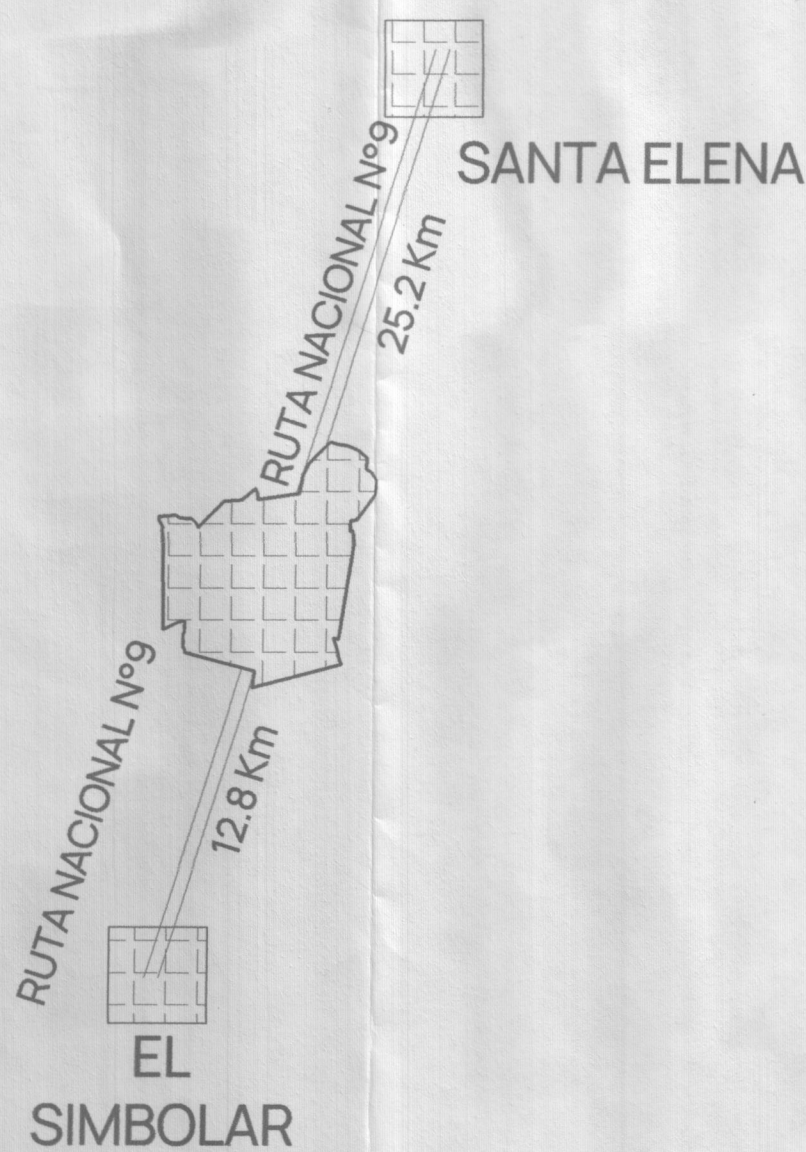 SANTA ELENA
RUTA NACIONAL Nº9
25.2 Km
RUTA NACIONAL Nº9
12.8 Km
EL
SIMBOLAR